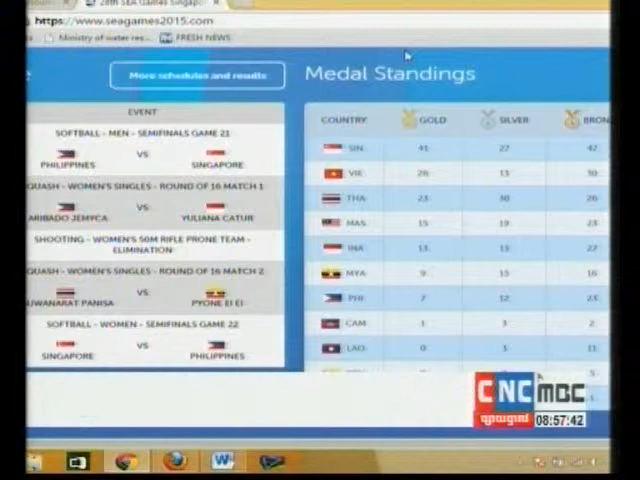 28th SEA Games Singap
https://www.seagames2015.com
Ministry of water res... FRESH NEWS
More schedules and results
Medal Standings
EVENT
SOFTBALL - MEN - SEMIFINALS GAME 21
PHILIPPINES VS SINGAPORE
QUASH - WOMEN'S SINGLES - ROUND OF 16 MATCH 1
ARIBADO JEMYCA VS YULIANA CATUR
SHOOTING - WOMEN'S 50M RIFLE PRONE TEAM -
ELIMINATION
QUASH - WOMEN'S SINGLES - ROUND OF 16 MATCH 2
UWANARAT PANISA VS PYONE EI EI
SOFTBALL - WOMEN - SEMIFINALS GAME 22
SINGAPORE VS PHILIPPINES
COUNTRY GOLD SILVER BRON
SIN 41 27 42
VIE 26 13 30
THA 23 30 26
MAS 15 19 23
INA 13 27
MYA 9 15 16
PHI 7 12 23
CAM 1 3 2
LAO 0 11
CNC MBC
08:57:42